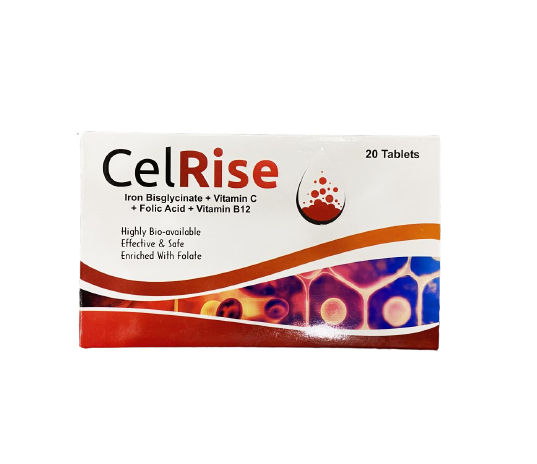 CelRise
20 Tablets
Iron Bisglycinate + Vitamin C
+ Folic Acid + Vitamin B12
Highly Bio-available
Effective & Safe
Enriched With Folate